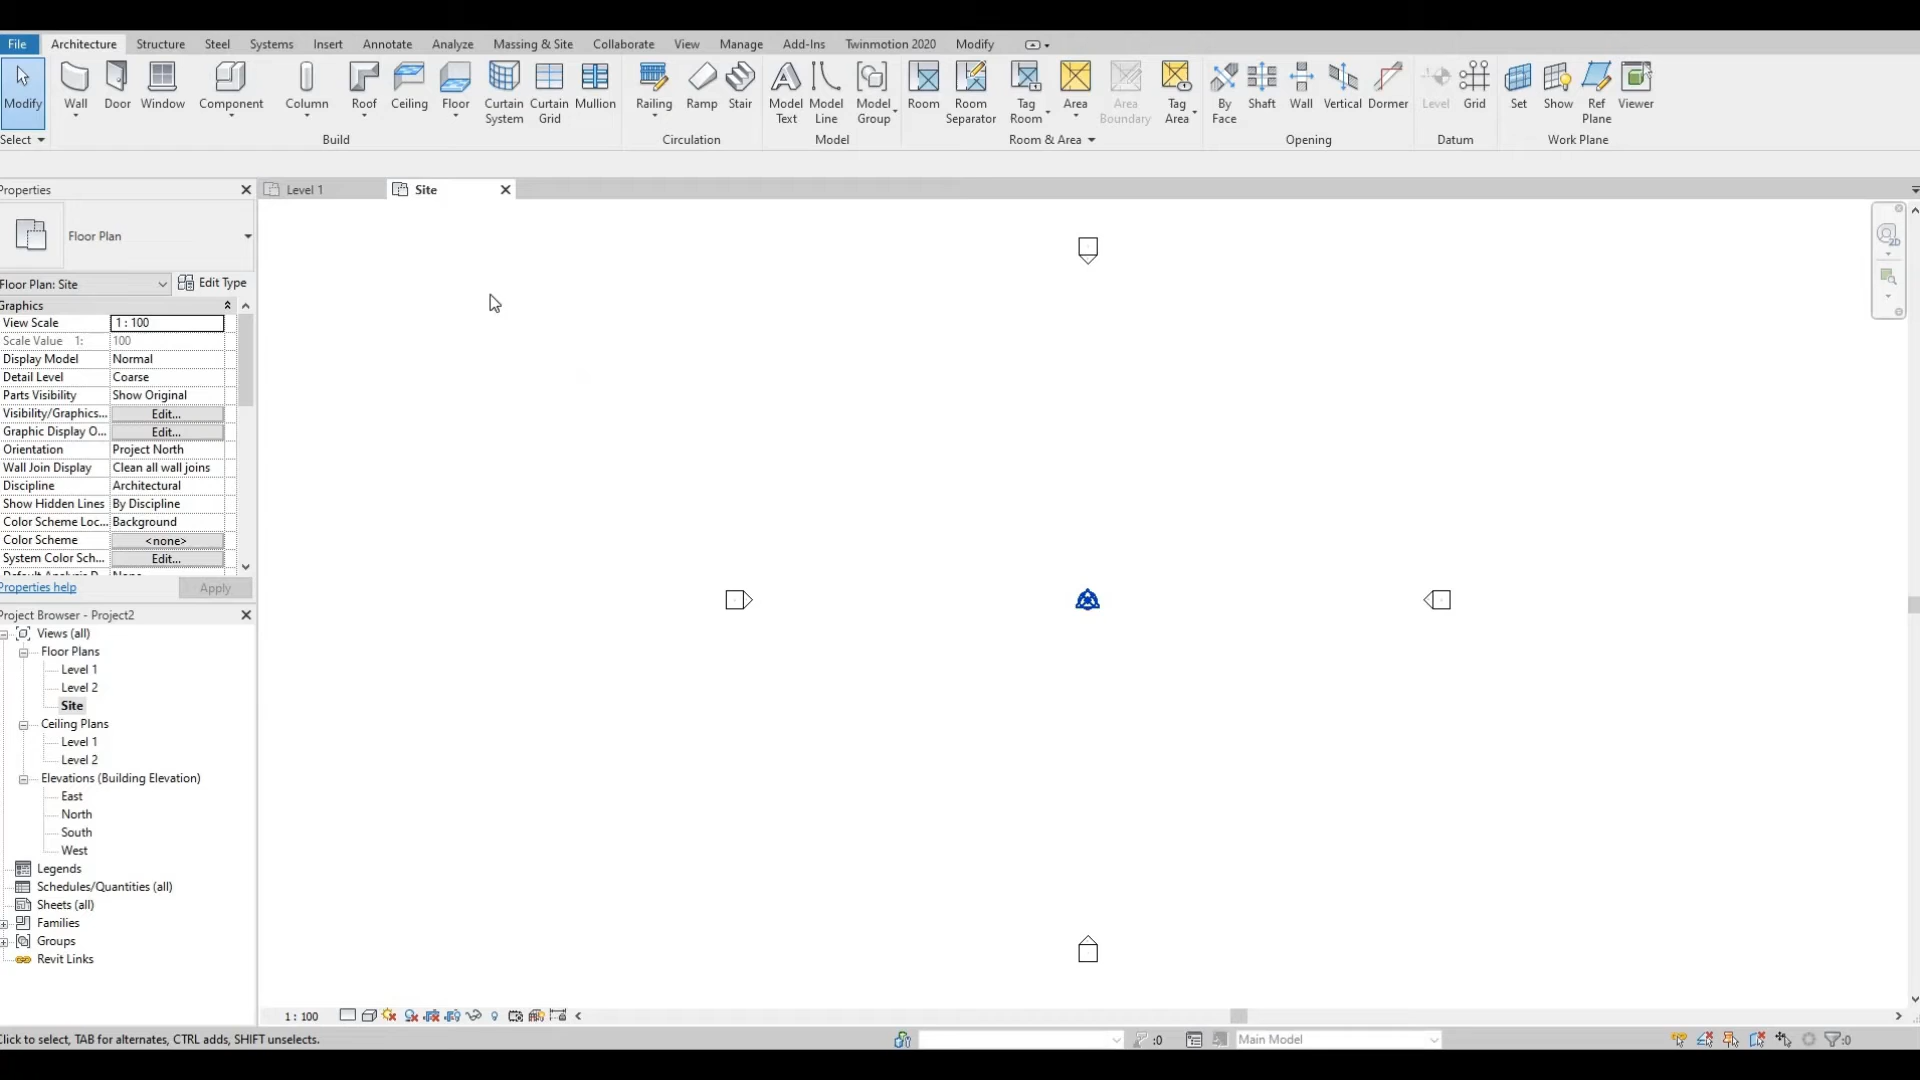 File Architecture Structure Steel Systems Insert Annotate Analyze Massing & Site Collaborate View Manage Add-Ins Twinmotion 2020 Modify
Modify Wall Door Window Component Column Roof Ceiling Floor Curtain System Curtain Grid Mullion Railing Ramp Stair Model Text Model Line Model Group Room Room Separator Tag Room Area Area Boundary Tag Area By Face Shaft Wall Vertical Dormer Level Grid Set Show Ref Plane Viewer
Select Build Circulation Model Room & Area Opening Datum Work Plane
Properties
Level 1 Site
Floor Plan
Floor Plan: Site Edit Type
Graphics
View Scale 1 : 100
Scale Value 1: 100
Display Model Normal
Detail Level Coarse
Parts Visibility Show Original
Visibility/Graphics... Edit...
Graphic Display O... Edit...
Orientation Project North
Wall Join Display Clean all wall joins
Discipline Architectural
Show Hidden Lines By Discipline
Color Scheme Loc... Background
Color Scheme <none>
System Color Sch... Edit...
Properties help Apply
Project Browser - Project2
Views (all)
Floor Plans
Level 1
Level 2
Site
Ceiling Plans
Level 1
Level 2
Elevations (Building Elevation)
East
North
South
West
Legends
Schedules/Quantities (all)
Sheets (all)
Families
Groups
Revit Links
2D
1 : 100
Click to select, TAB for alternates, CTRL adds, SHIFT unselects. :0 Main Model :0